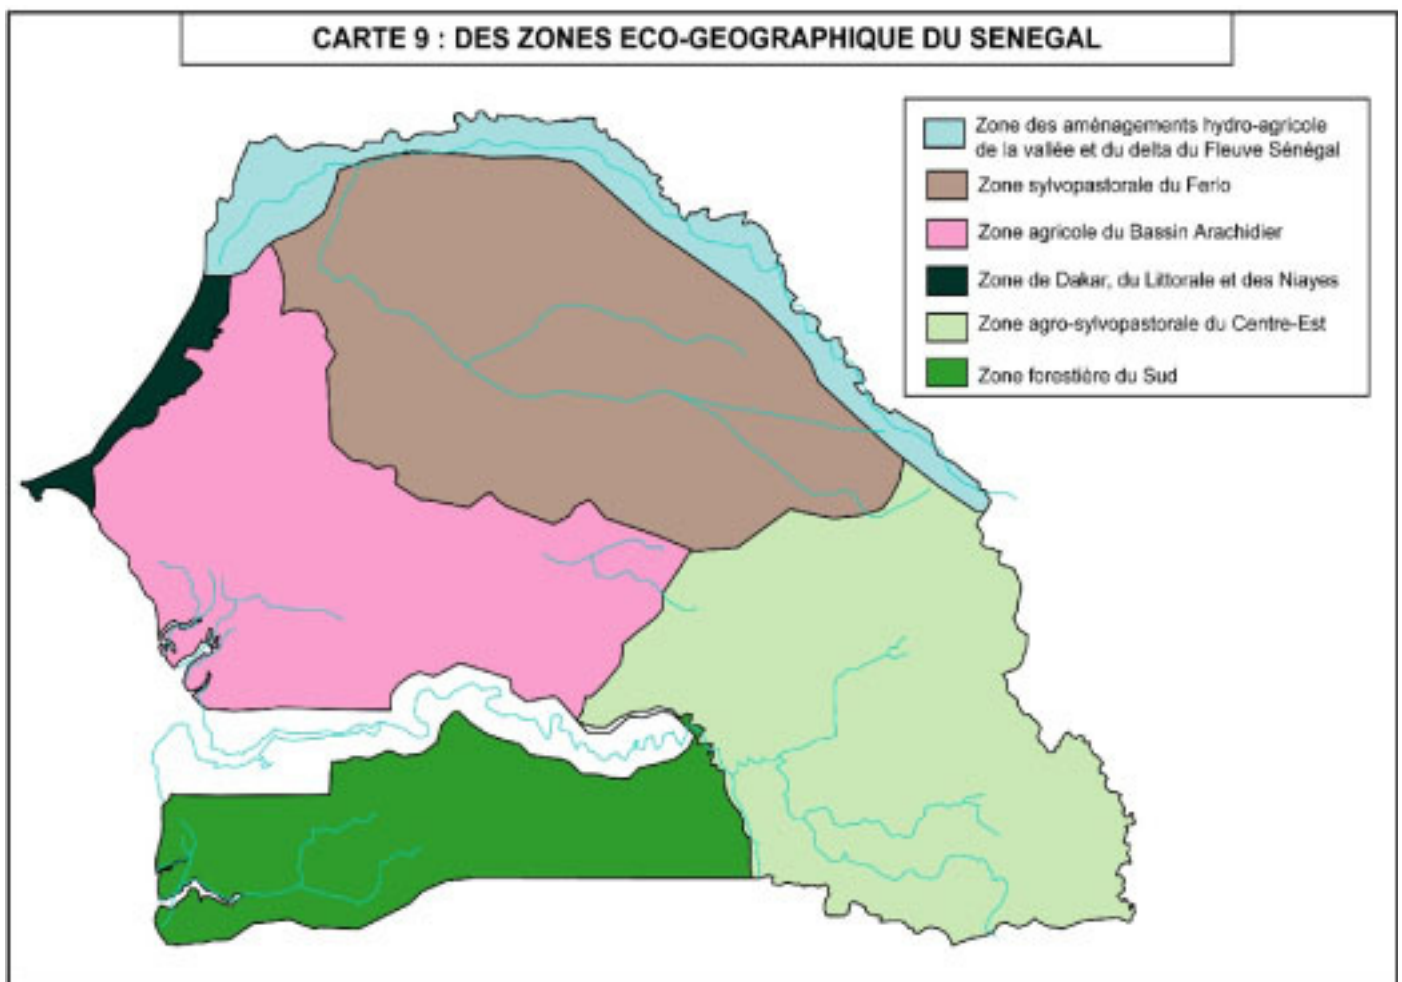 CARTE 9 : DES ZONES ECO-GEOGRAPHIQUE DU SENEGAL
Zone des aménagements hydro-agricole
de la vallée et du delta du Fleuve Sénégal
Zone sylvopastorale du Ferlo
Zone agricole du Bassin Arachidier
Zone de Dakar, du Littorale et des Niayes
Zone agro-sylvopastorale du Centre-Est
Zone forestière du Sud